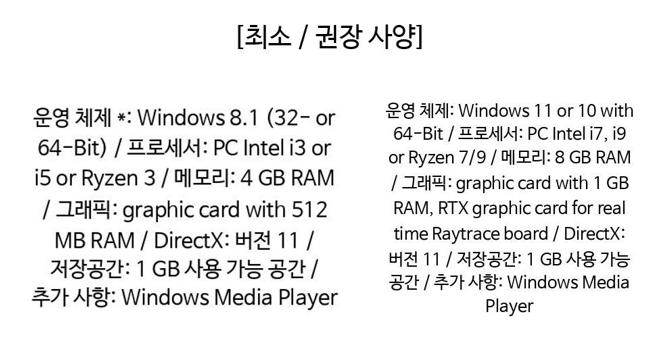 [최소 / 권장 사양]
운영 체제 *: Windows 8.1 (32- or
64-Bit) / 프로세서: PC Intel i3 or
i5 or Ryzen 3 / 메모리: 4 GB RAM
/ 그래픽: graphic card with 512
MB RAM / DirectX: 버전 11 /
저장공간: 1 GB 사용 가능 공간 /
추가 사항: Windows Media Player
운영 체제: Windows 11 or 10 with
64-Bit / 프로세서: PC Intel i7, i9
or Ryzen 7/9 / 메모리: 8 GB RAM
/ 그래픽: graphic card with 1 GB
RAM, RTX graphic card for real
time Raytrace board / DirectX:
버전 11 / 저장공간: 1 GB 사용 가능
공간 / 추가 사항: Windows Media
Player